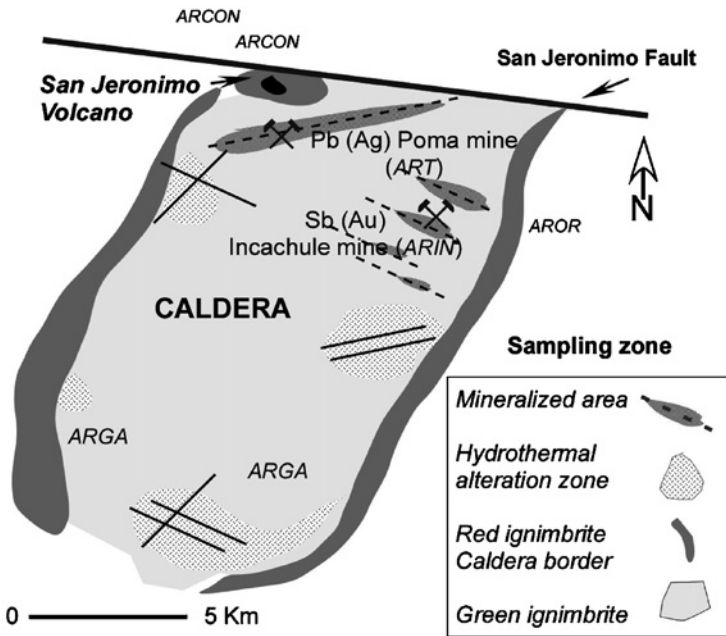 ARCON
ARCON
San Jeronimo
Volcano
San Jeronimo Fault
Pb (Ag) Poma mine
(ART)
N
Sb (Au)
Incachule mine (ARIN)
AROR
CALDERA
ARGA
ARGA
0 5 Km
Sampling zone
Mineralized area
Hydrothermal
alteration zone
Red ignimbrite
Caldera border
Green ignimbrite